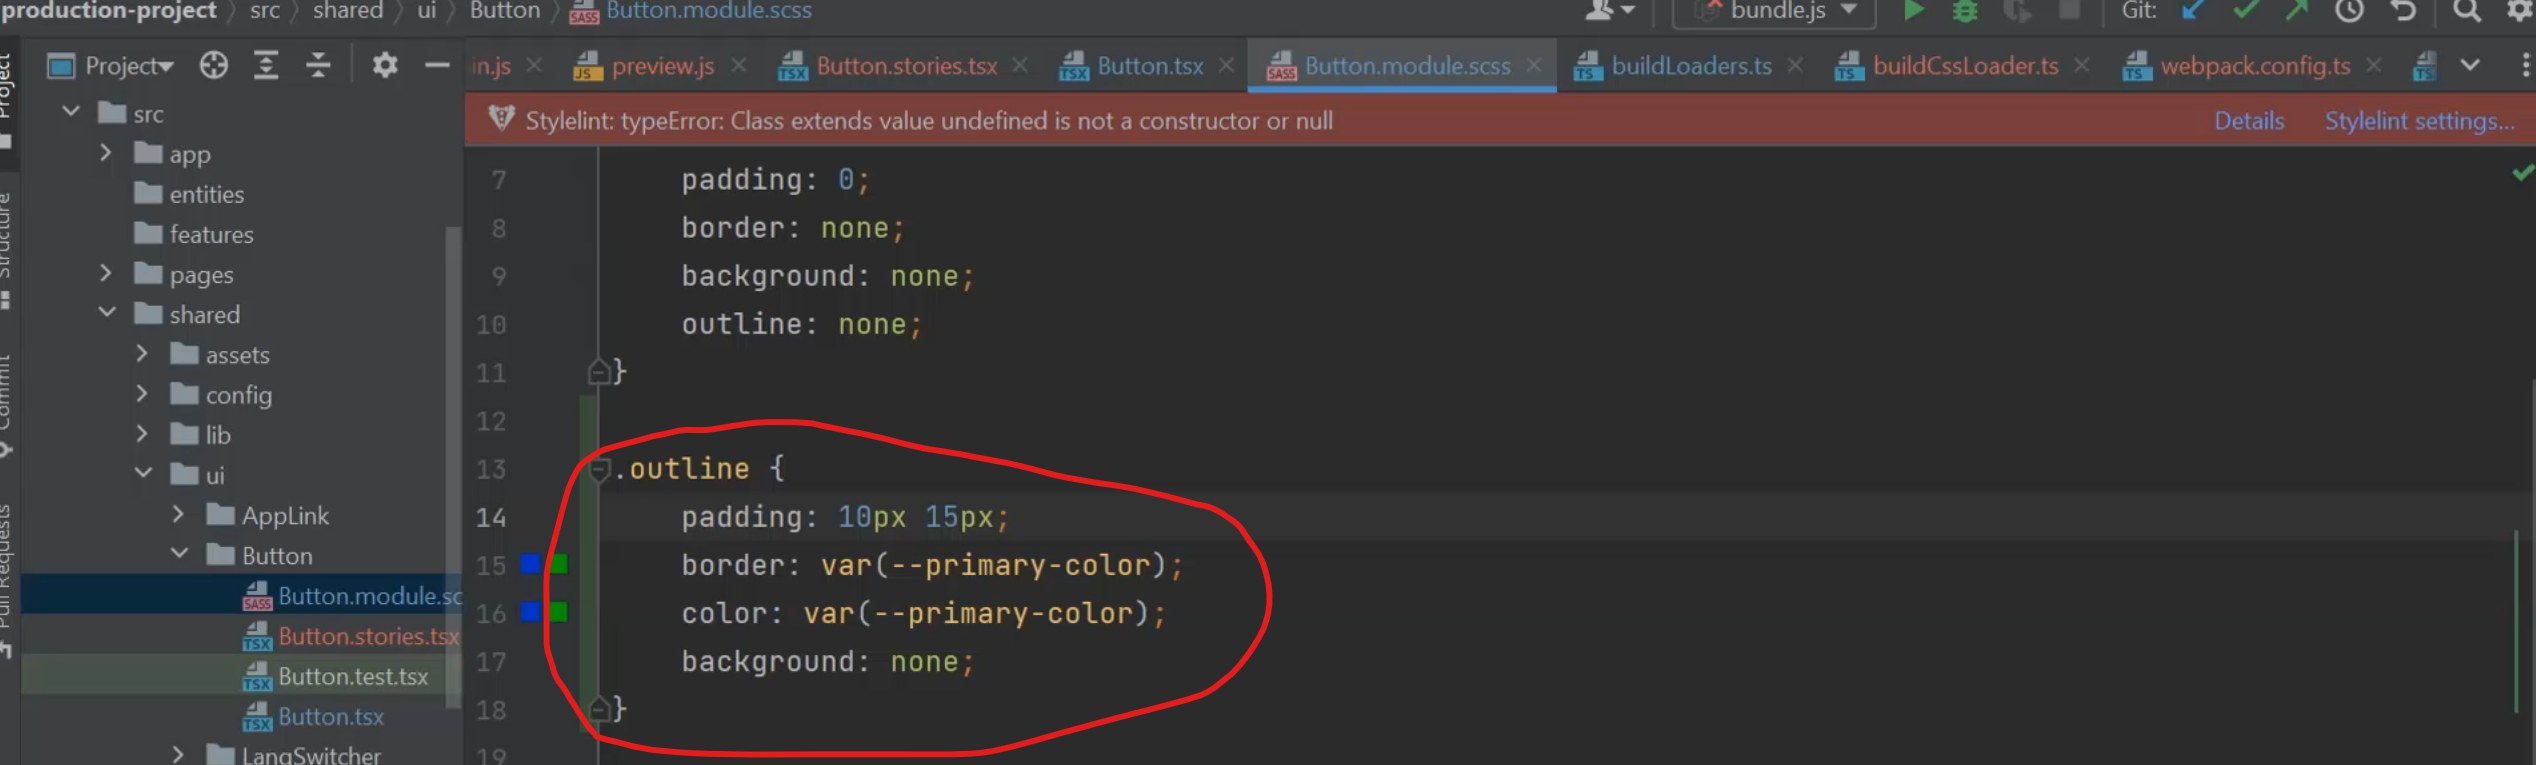 production-project src shared ui Button Button.module.scss bundle.js Git:
Project in.js preview.js Button.stories.tsx Button.tsx Button.module.scss buildLoaders.ts buildCssLoader.ts webpack.config.ts
Stylelint: typeError: Class extends value undefined is not a constructor or null Details Stylelint settings...
Project
Structure
Commit
Pull Requests
src
app
entities
features
pages
shared
assets
config
lib
ui
AppLink
Button
Button.module.sc
Button.stories.tsx
Button.test.tsx
Button.tsx
LangSwitcher
7 padding: 0;
8 border: none;
9 background: none;
10 outline: none;
11 }
12
13 .outline {
14 padding: 10px 15px;
15 border: var(--primary-color);
16 color: var(--primary-color);
17 background: none;
18 }
19